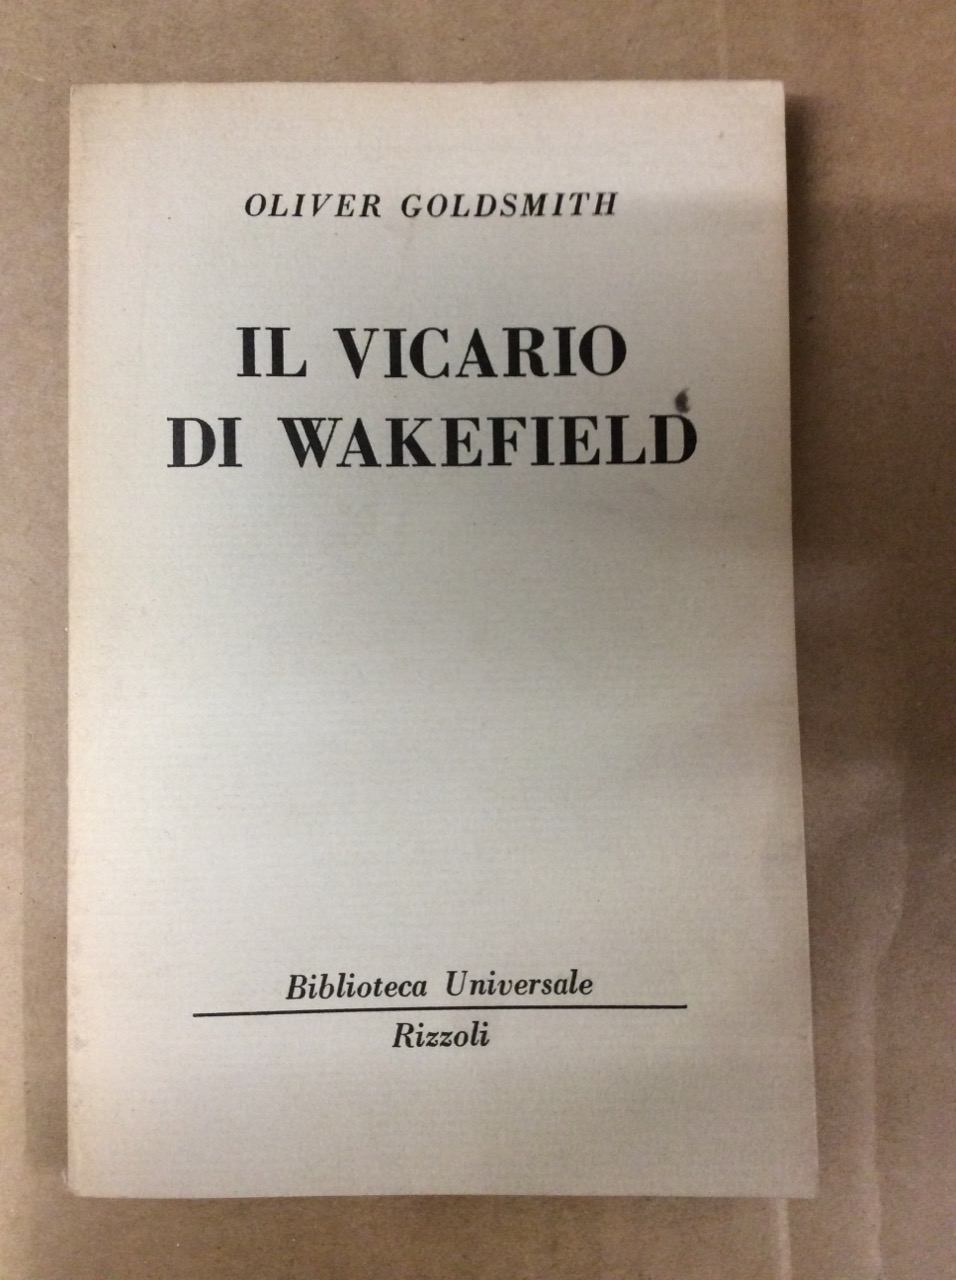 OLIVER GOLDSMITH
IL VICARIO
DI WAKEFIELD
Biblioteca Universale
Rizzoli